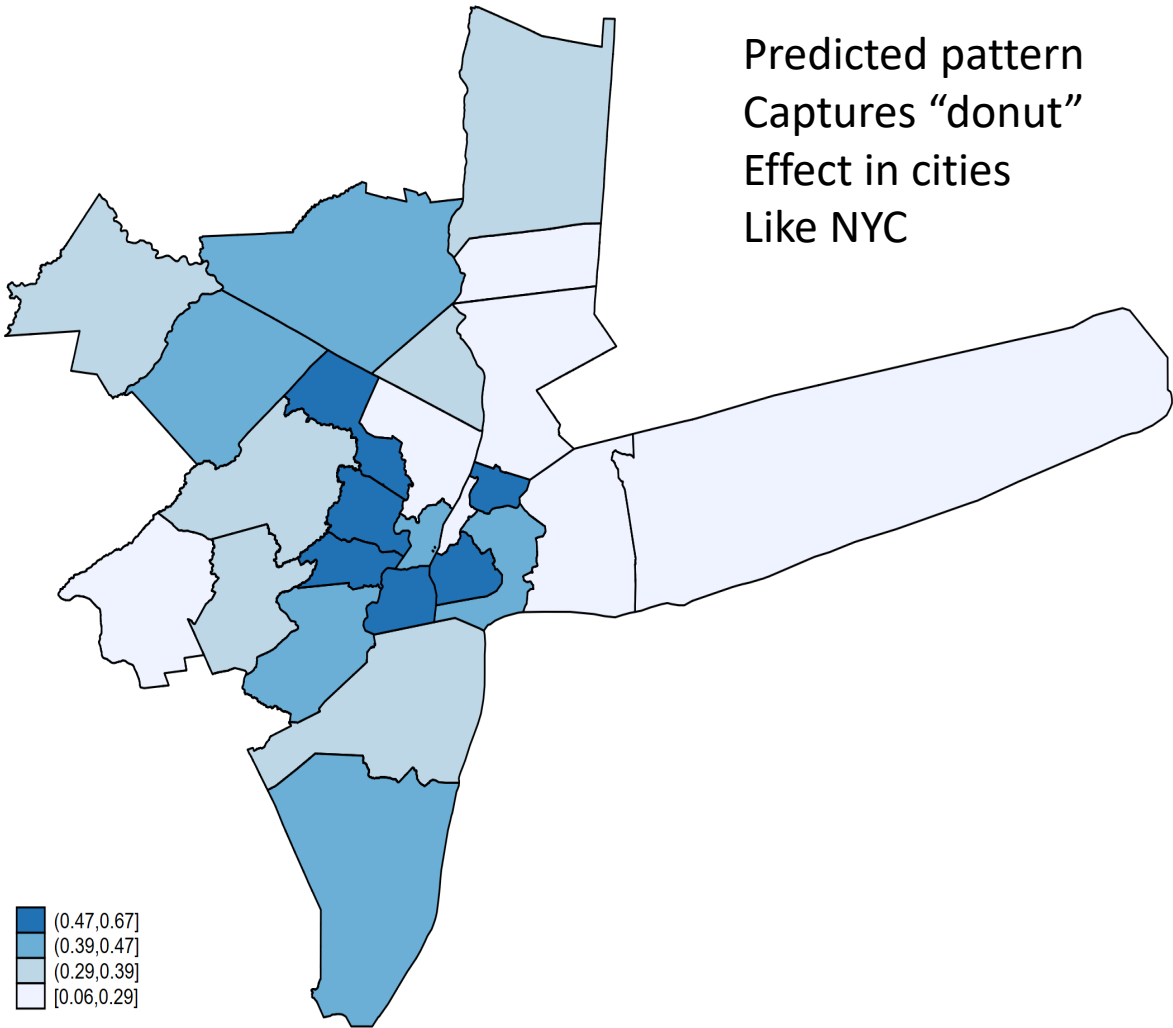 Predicted pattern
Captures “donut”
Effect in cities
Like NYC
(0.47,0.67]
(0.39,0.47]
(0.29,0.39]
[0.06,0.29]